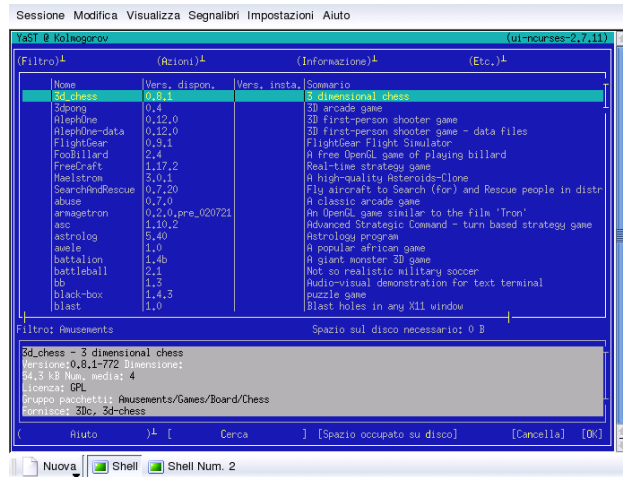 Sessione Modifica Visualizza Segnalibri Impostazioni Aiuto
YaST @ Kolmogorov (ui-ncurses-2.7.11)
(Filtro)┴ (Azioni)┴ (Informazione)┴ (Etc.)┴
Nome |Vers. dispon. |Vers. insta.|Sommario
3d_chess |0.8.1 | |3 dimensional chess
3dpong |0.4 | |3D arcade game
AlephOne |0.12.0 | |3D first-person shooter game
AlephOne-data |0.12.0 | |3D first-person shooter game - data files
FlightGear |0.9.1 | |FlightGear Flight Simulator
FooBillard |2.4 | |A free OpenGL game of playing billard
FreeCraft |1.17.2 | |Real-time strategy game
Maelstrom |3.0.1 | |A high-quality Asteroids-Clone
SearchAndRescue |0.7.20 | |Fly aircraft to Search (for) and Rescue people in distr
abuse |0.7.0 | |A classic arcade game
armagetron |0.2.0.pre_020721| |An OpenGL game similar to the film 'Tron'
asc |1.10.2 | |Advanced Strategic Command - turn based strategy game
astrolog |5.40 | |Astrology program
awele |1.0 | |A popular african game
battalion |1.4b | |A giant monster 3D game
battleball |2.1 | |Not so realistic military soccer
bb |1.3 | |Audio-visual demonstration for text terminal
black-box |1.4.3 | |puzzle game
blast |1.0 | |Blast holes in any X11 window
Filtro: Amusements Spazio sul disco necessario: 0 B
3d_chess - 3 dimensional chess
Versione:0.8.1-772 Dimensione:
54.3 kB Num. media: 4
Licenza: GPL
Gruppo pacchetti: Amusements/Games/Board/Chess
Fornisce: 3Dc, 3d-chess
( Aiuto )┴ [ Cerca ] [Spazio occupato su disco] [Cancella] [OK]
Nuova Shell Shell Num. 2